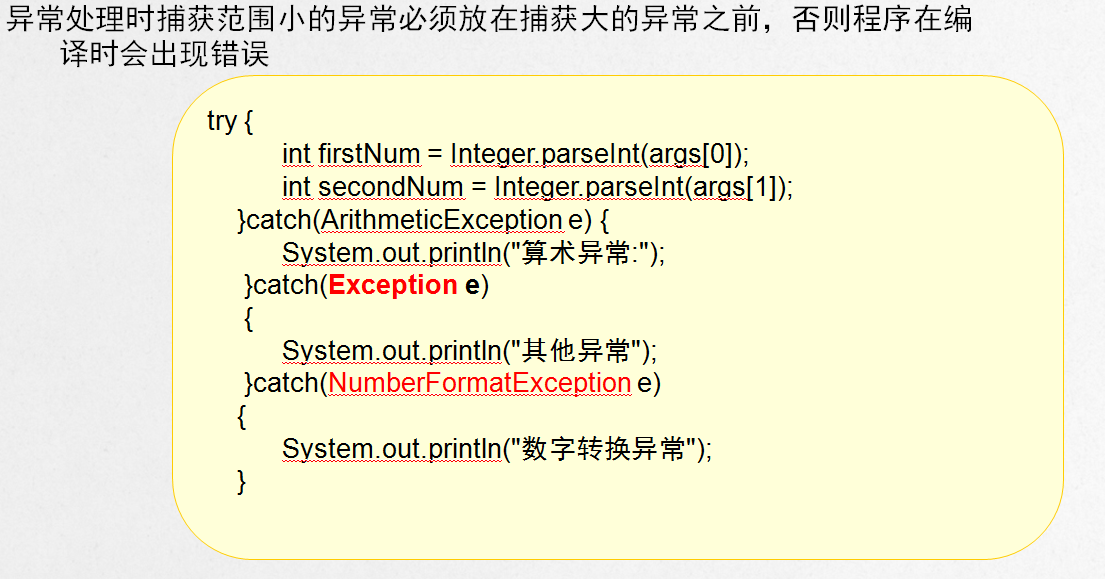 异常处理时捕获范围小的异常必须放在捕获大的异常之前，否则程序在编
译时会出现错误
try {
int firstNum = Integer.parseInt(args[0]);
int secondNum = Integer.parseInt(args[1]);
}catch(ArithmeticException e) {
System.out.println("算术异常:");
}catch(Exception e)
{
System.out.println("其他异常");
}catch(NumberFormatException e)
{
System.out.println("数字转换异常");
}